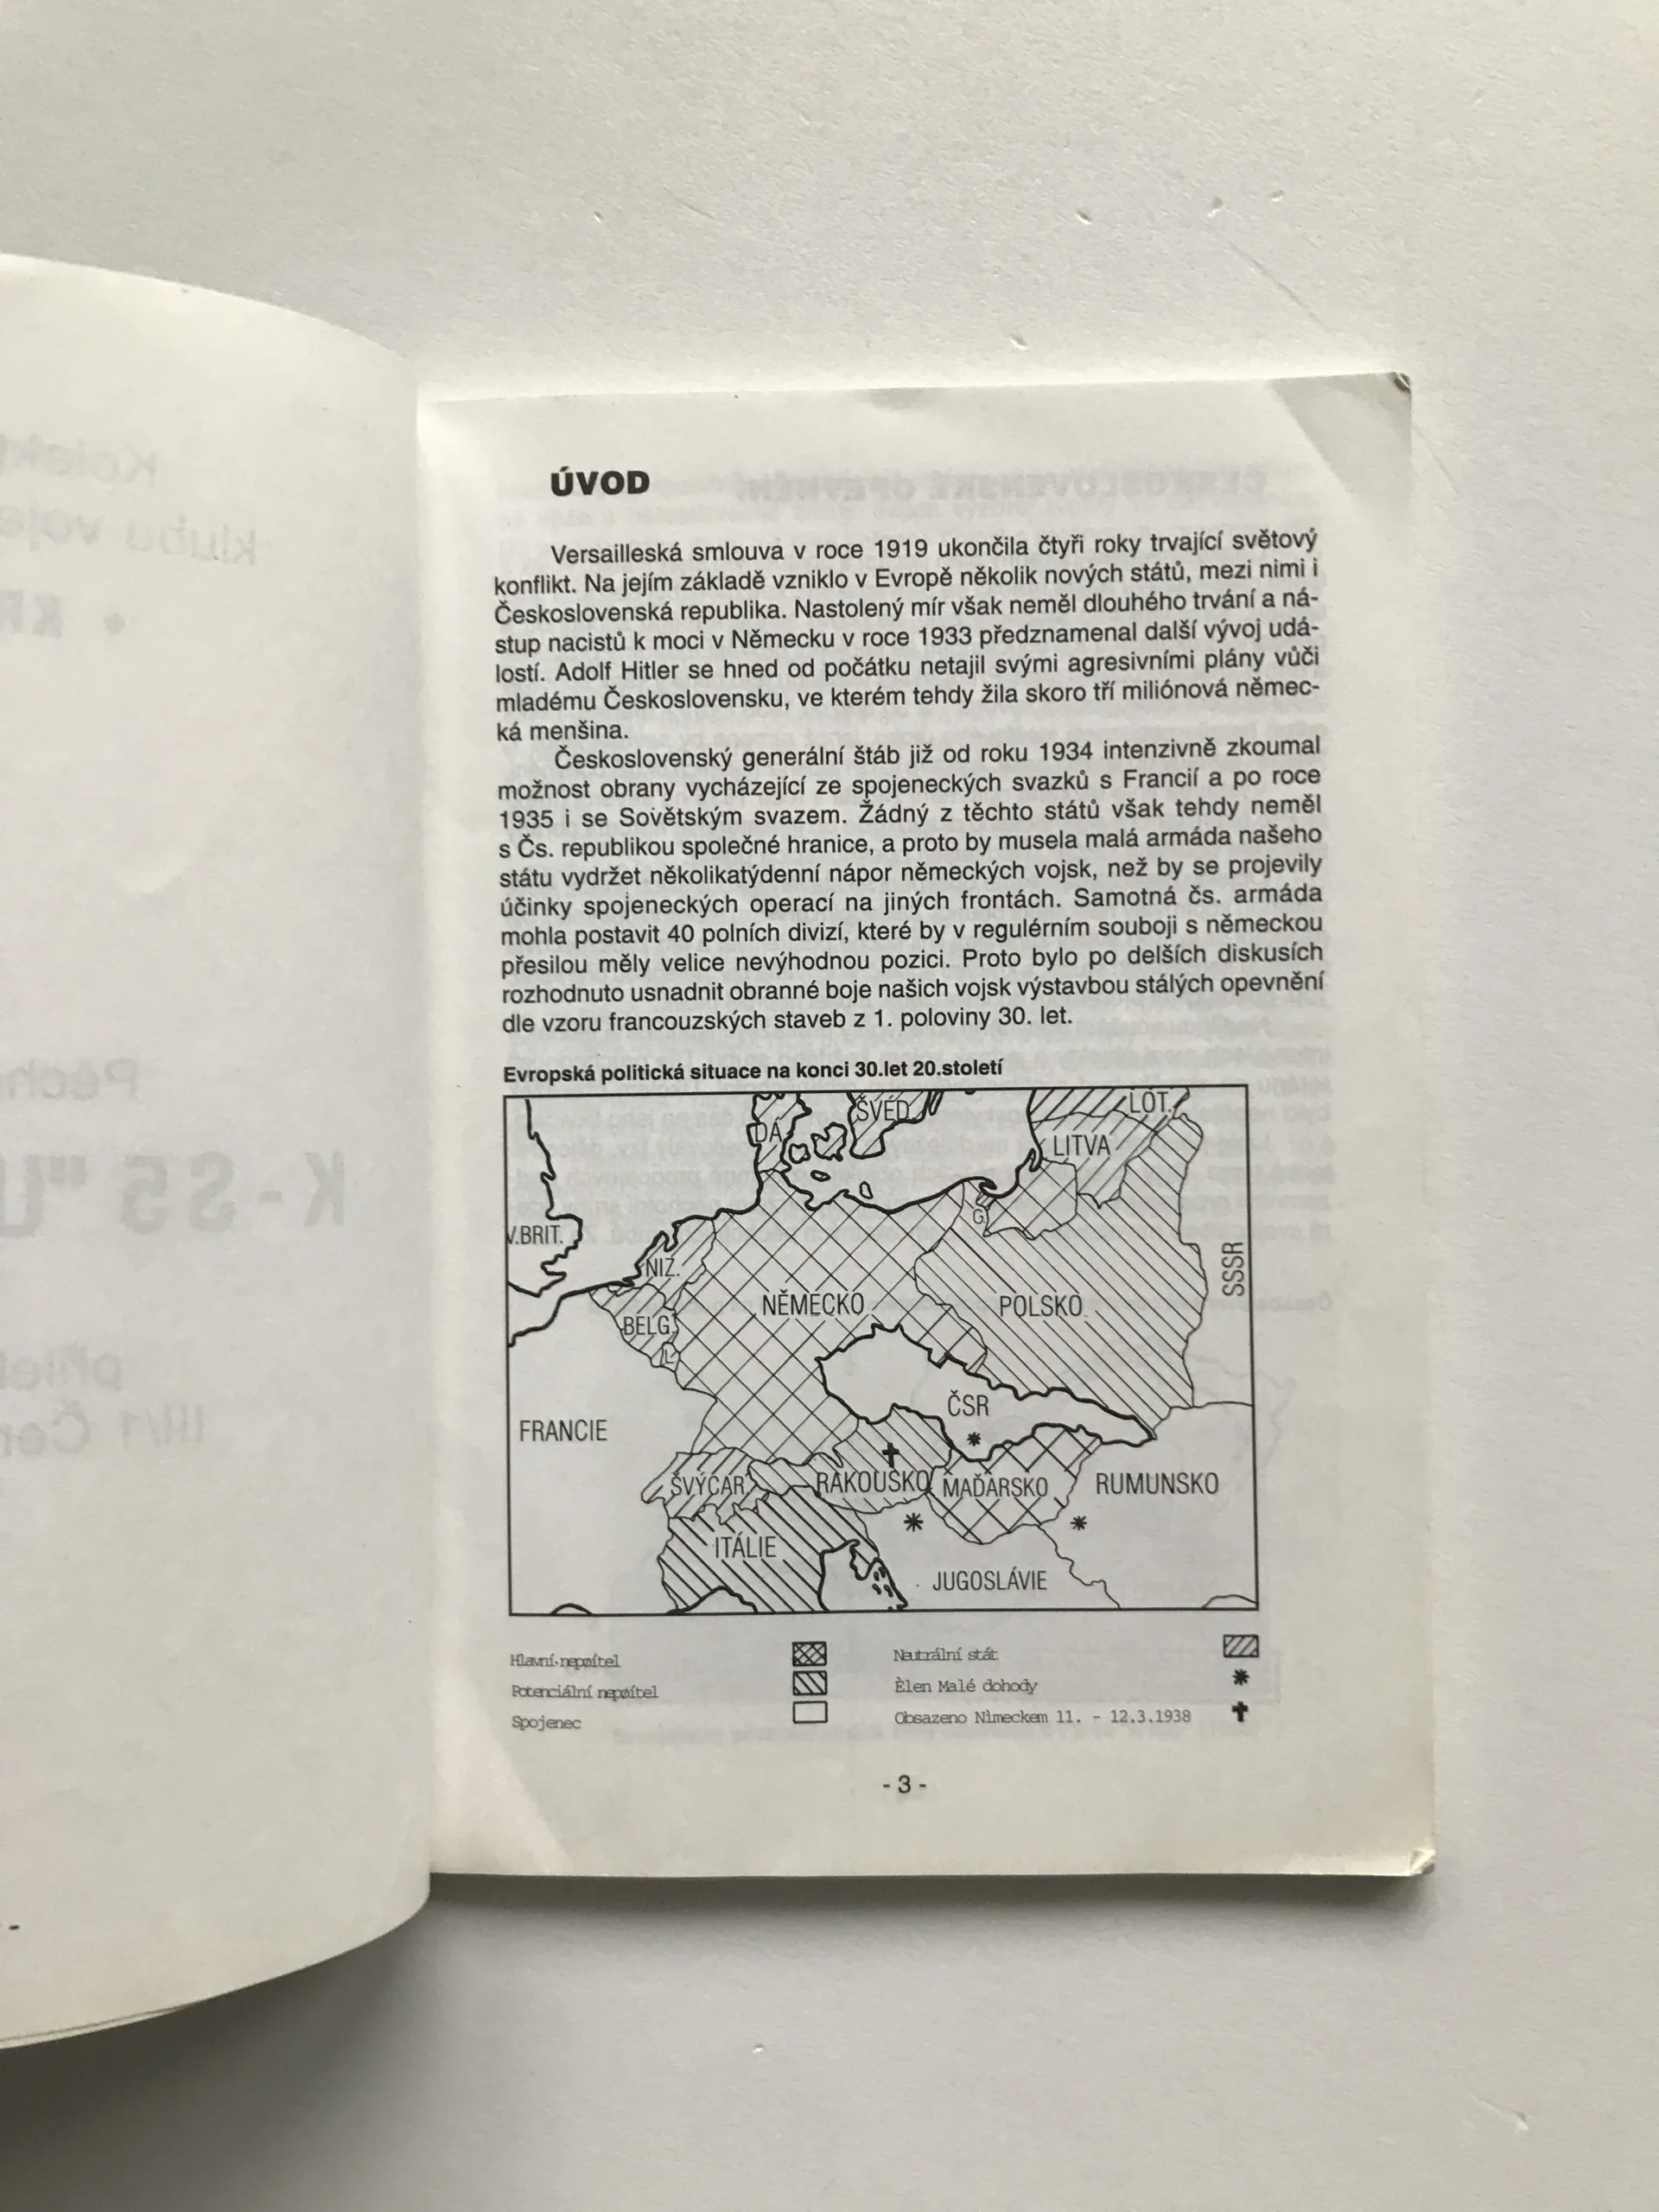 ÚVOD
Versailleská smlouva v roce 1919 ukončila čtyři roky trvající světový
konflikt. Na jejím základě vzniklo v Evropě několik nových států, mezi nimi i
Československá republika. Nastolený mír však neměl dlouhého trvání a ná-
stup nacistů k moci v Německu v roce 1933 předznamenal další vývoj udá-
lostí. Adolf Hitler se hned od počátku netajil svými agresivními plány vůči
mladému Československu, ve kterém tehdy žila skoro tří miliónová němec-
ká menšina.
Československý generální štáb již od roku 1934 intenzivně zkoumal
možnost obrany vycházející ze spojeneckých svazků s Francií a po roce
1935 i se Sovětským svazem. Žádný z těchto států však tehdy neměl
s Čs. republikou společné hranice, a proto by musela malá armáda našeho
státu vydržet několikatýdenní nápor německých vojsk, než by se projevily
účinky spojeneckých operací na jiných frontách. Samotná čs. armáda
mohla postavit 40 polních divizí, které by v regulérním souboji s německou
přesilou měly velice nevýhodnou pozici. Proto bylo po delších diskusích
rozhodnuto usnadnit obranné boje našich vojsk výstavbou stálých opevnění
dle vzoru francouzských staveb z 1. poloviny 30. let.
Evropská politická situace na konci 30.let 20.století
DÁ.
ŠVÉD.
LOT.
LITVA
V.BRIT.
NIZ.
G.
SSSR
NĚMECKO
POLSKO
BELG.
L.
ČSR
FRANCIE
ŠVÝCAR.
RAKOUSKO
MAĎARSKO
RUMUNSKO
ITÁLIE
JUGOSLÁVIE
Hlavní nepøítel
Neutrální stát
Potenciální nepøítel
Èlen Malé dohody
Spojenec
Obsazeno Nìmeckem 11. - 12.3.1938
- 3 -